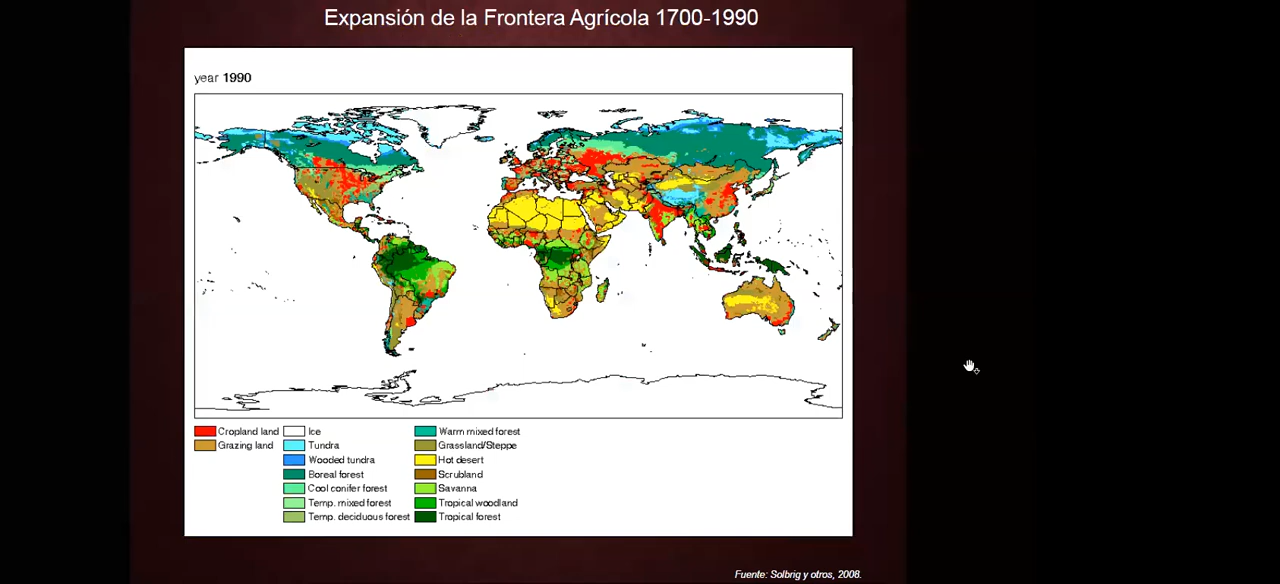 Expansión de la Frontera Agrícola 1700-1990
year 1990
Cropland land
Grazing land
Ice
Tundra
Wooded tundra
Boreal forest
Cool conifer forest
Temp. mixed forest
Temp. deciduous forest
Warm mixed forest
Grassland/Steppe
Hot desert
Scrubland
Savanna
Tropical woodland
Tropical forest
Fuente: Solbrig y otros, 2008.